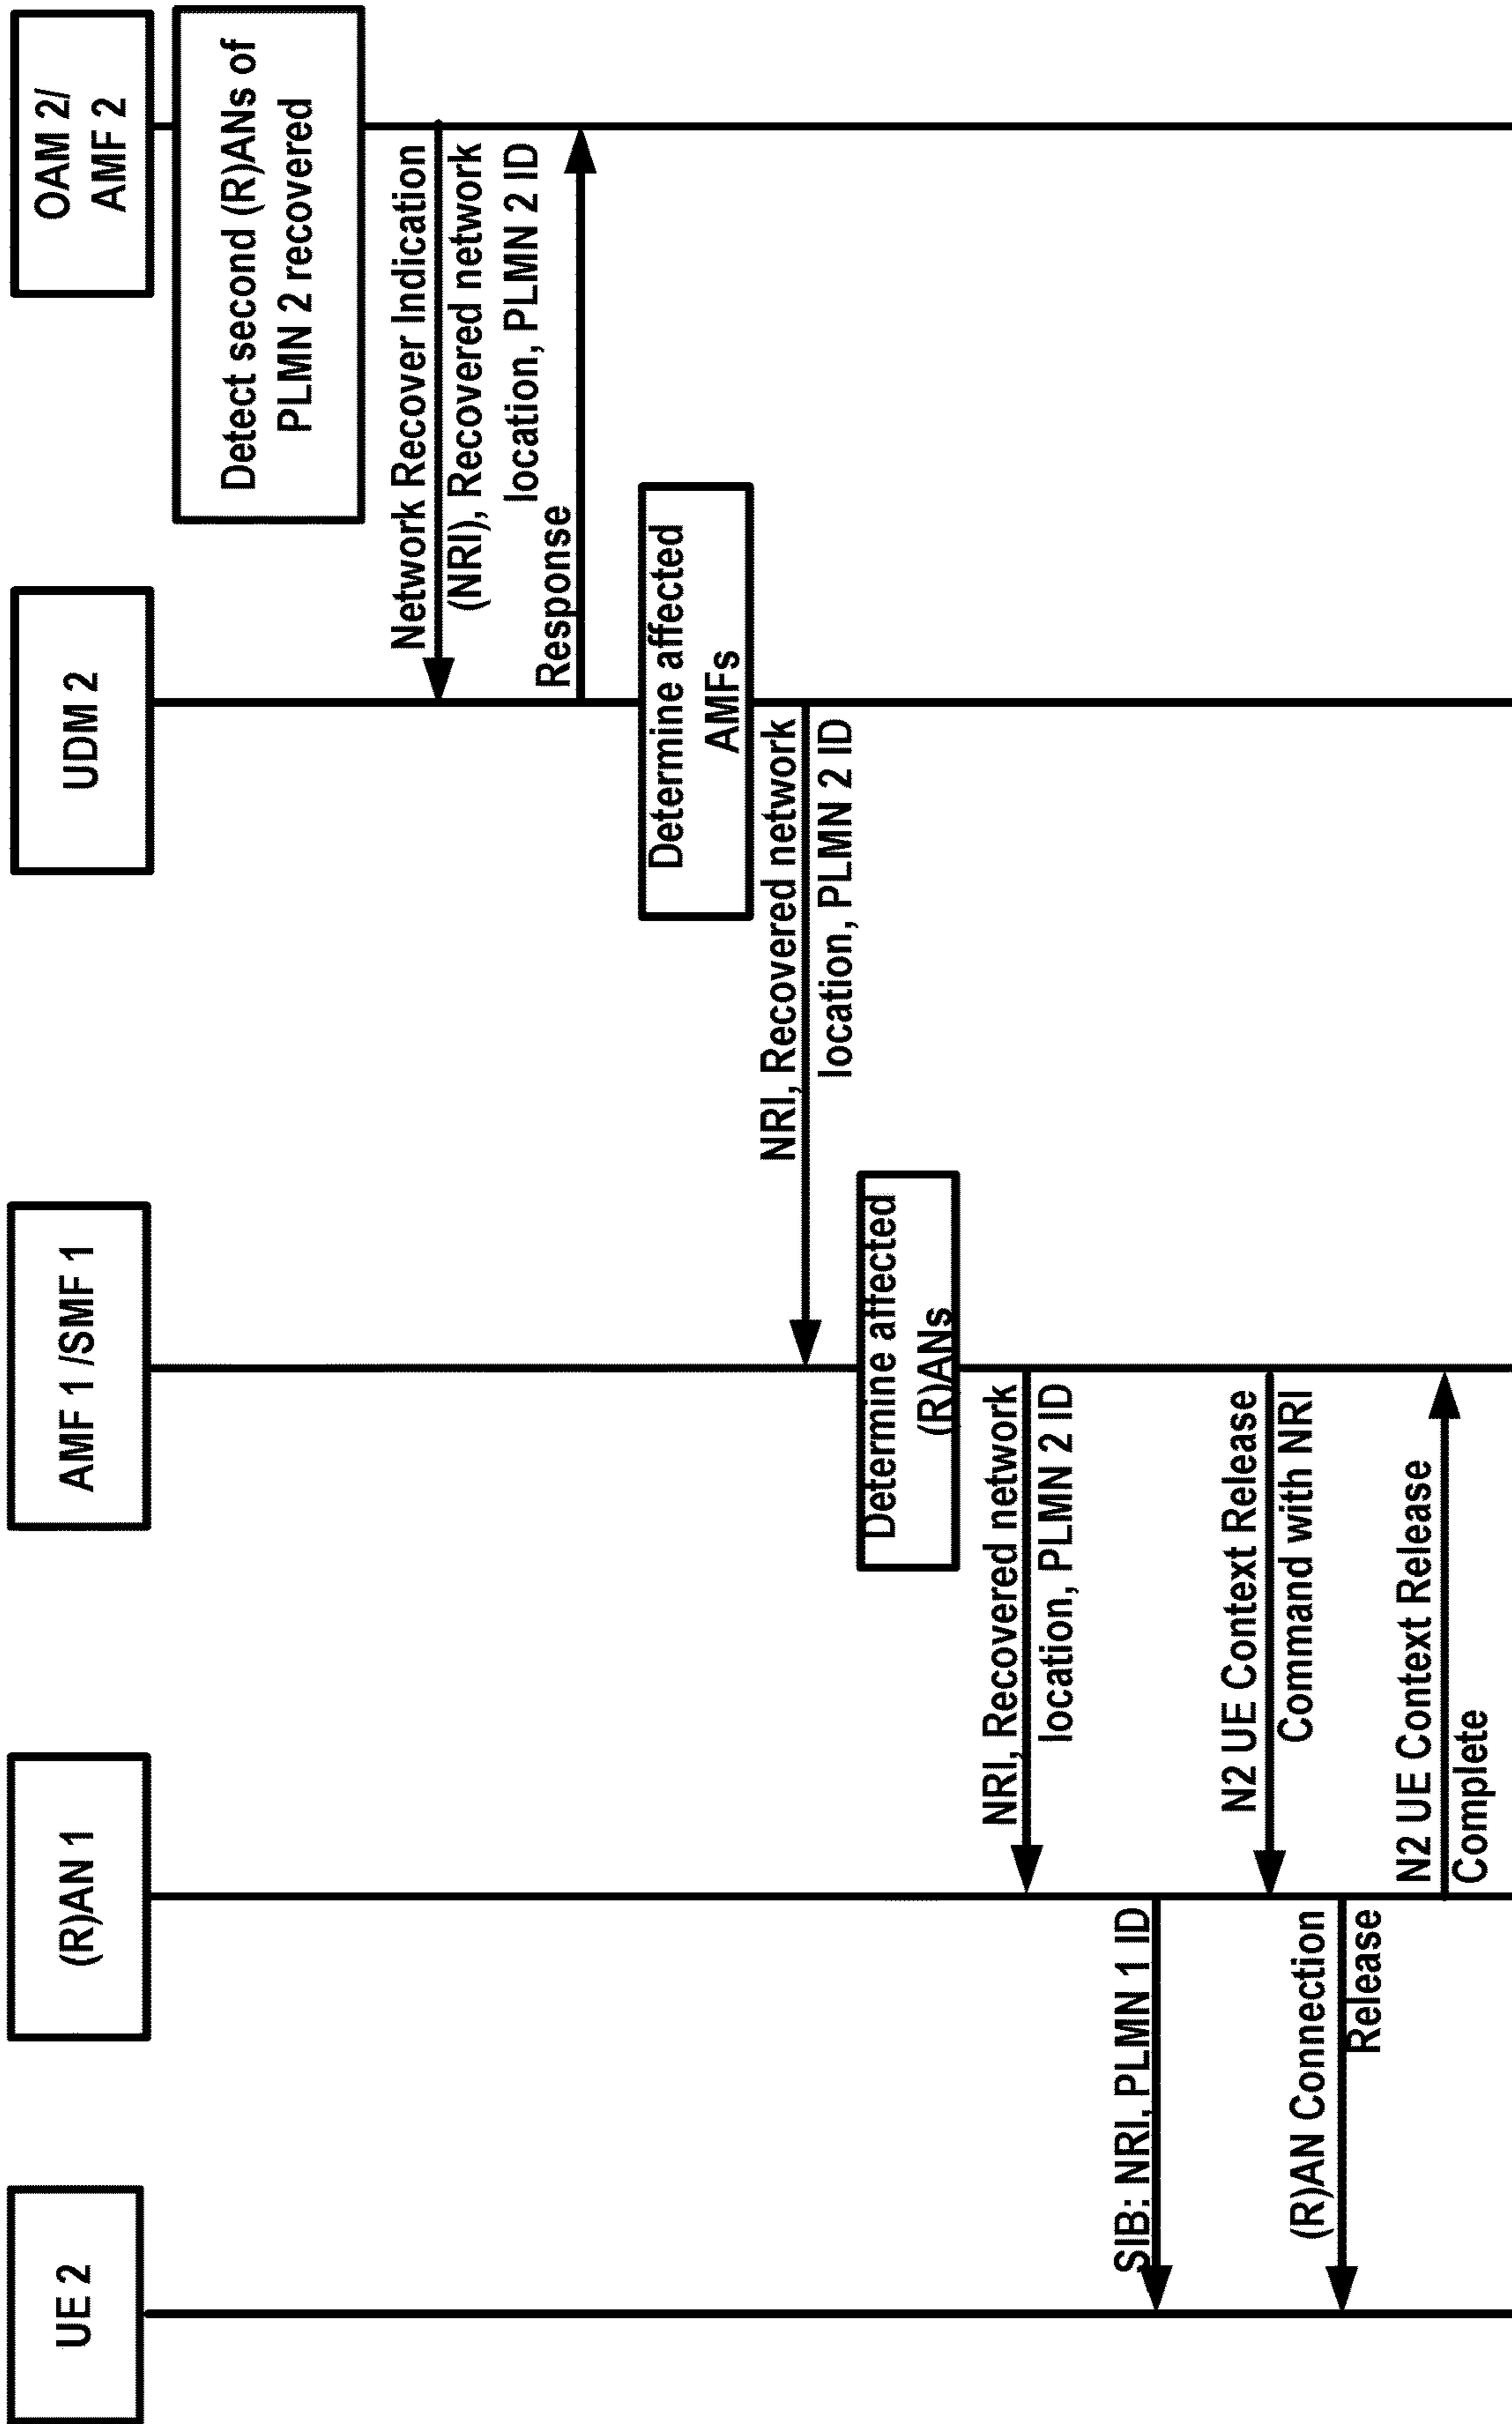 UE 2
(R)AN 1
AMF 1 /SMF 1
UDM 2
OAM 2/
AMF 2
Detect second (R)ANs of
PLMN 2 recovered
Network Recover Indication
(NRI), Recovered network
location, PLMN 2 ID
Response
Determine affected
AMFs
NRI, Recovered network
location, PLMN 2 ID
Determine affected
(R)ANs
NRI, Recovered network
location, PLMN 2 ID
SIB: NRI, PLMN 1 ID
N2 UE Context Release
Command with NRI
(R)AN Connection
Release
N2 UE Context Release
Complete